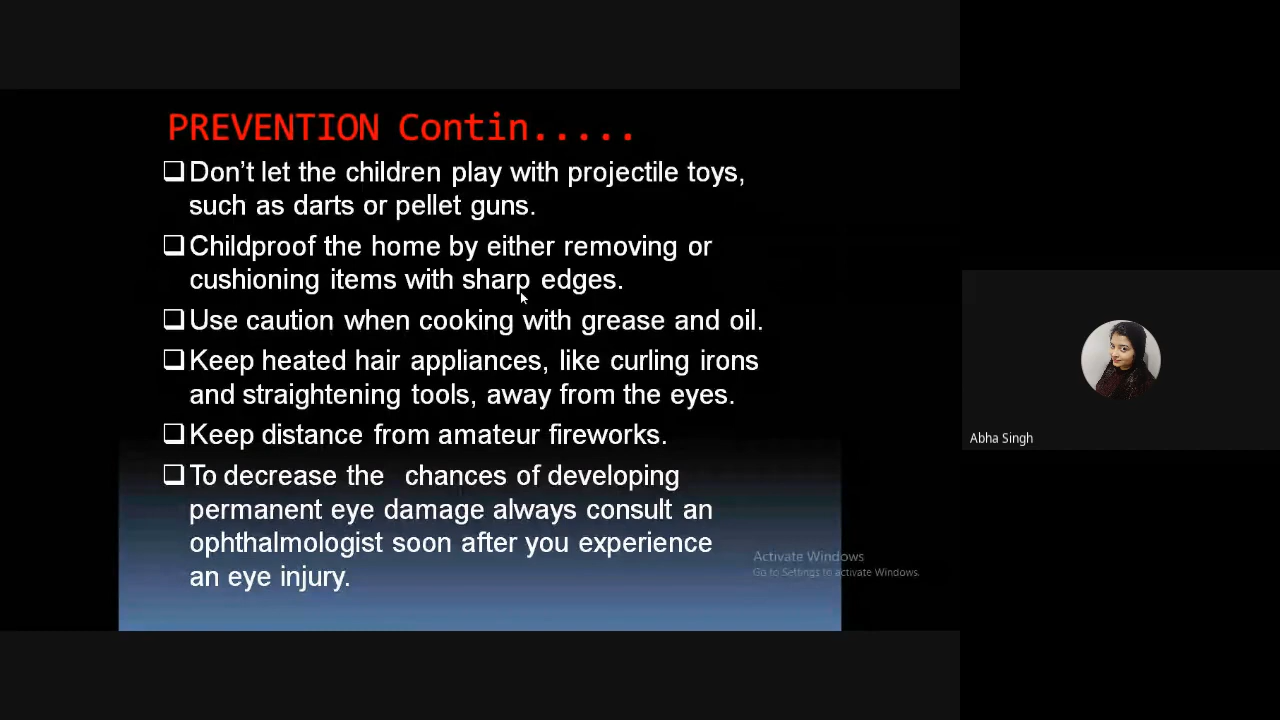 PREVENTION Contin.....
❑Don’t let the children play with projectile toys,
such as darts or pellet guns.
❑Childproof the home by either removing or
cushioning items with sharp edges.
❑Use caution when cooking with grease and oil.
❑Keep heated hair appliances, like curling irons
and straightening tools, away from the eyes.
❑Keep distance from amateur fireworks.
❑To decrease the chances of developing
permanent eye damage always consult an
ophthalmologist soon after you experience
an eye injury.
Activate Windows
Go to Settings to activate Windows.
Abha Singh